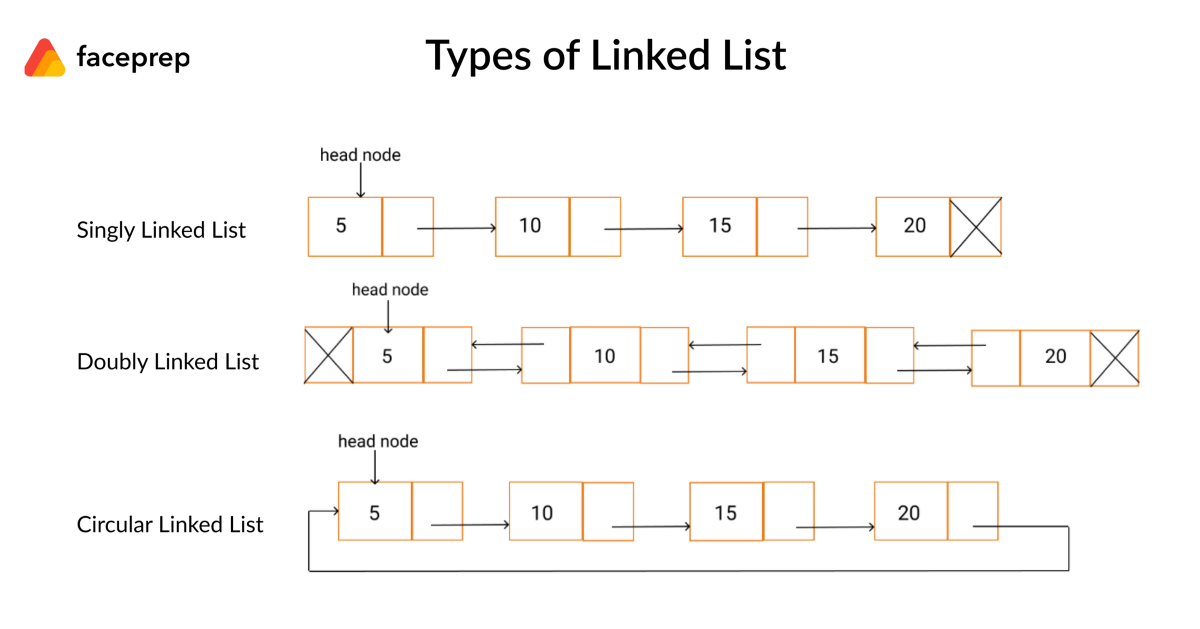 faceprep
Types of Linked List
head node
Singly Linked List
5
10
15
20
head node
Doubly Linked List
5
10
15
20
head node
Circular Linked List
5
10
15
20